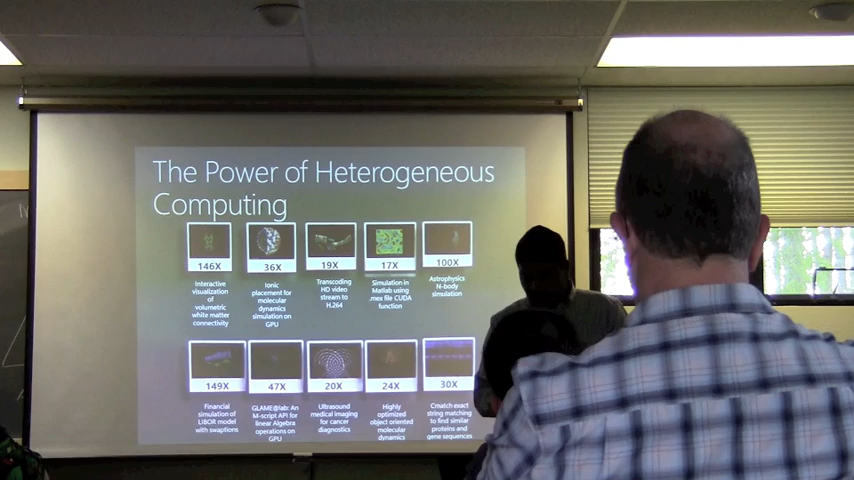 The Power of Heterogeneous
Computing
146X
36X
19X
17X
100X
Interactive
visualization
of
volumetric
white matter
connectivity
Ionic
placement for
molecular
dynamics
simulation on
GPU
Transcoding
HD video
stream to
H.264
Simulation in
Matlab using
.mex file CUDA
function
Astrophysics
N-body
simulation
149X
47X
20X
24X
30X
Financial
simulation of
LIBOR model
with swaptions
GLAME@lab: An
M-script API for
linear Algebra
operations on
GPU
Ultrasound
medical imaging
for cancer
diagnostics
Highly
optimized
object oriented
molecular
dynamics
Cmatch exact
string matching
to find similar
proteins and
gene sequences